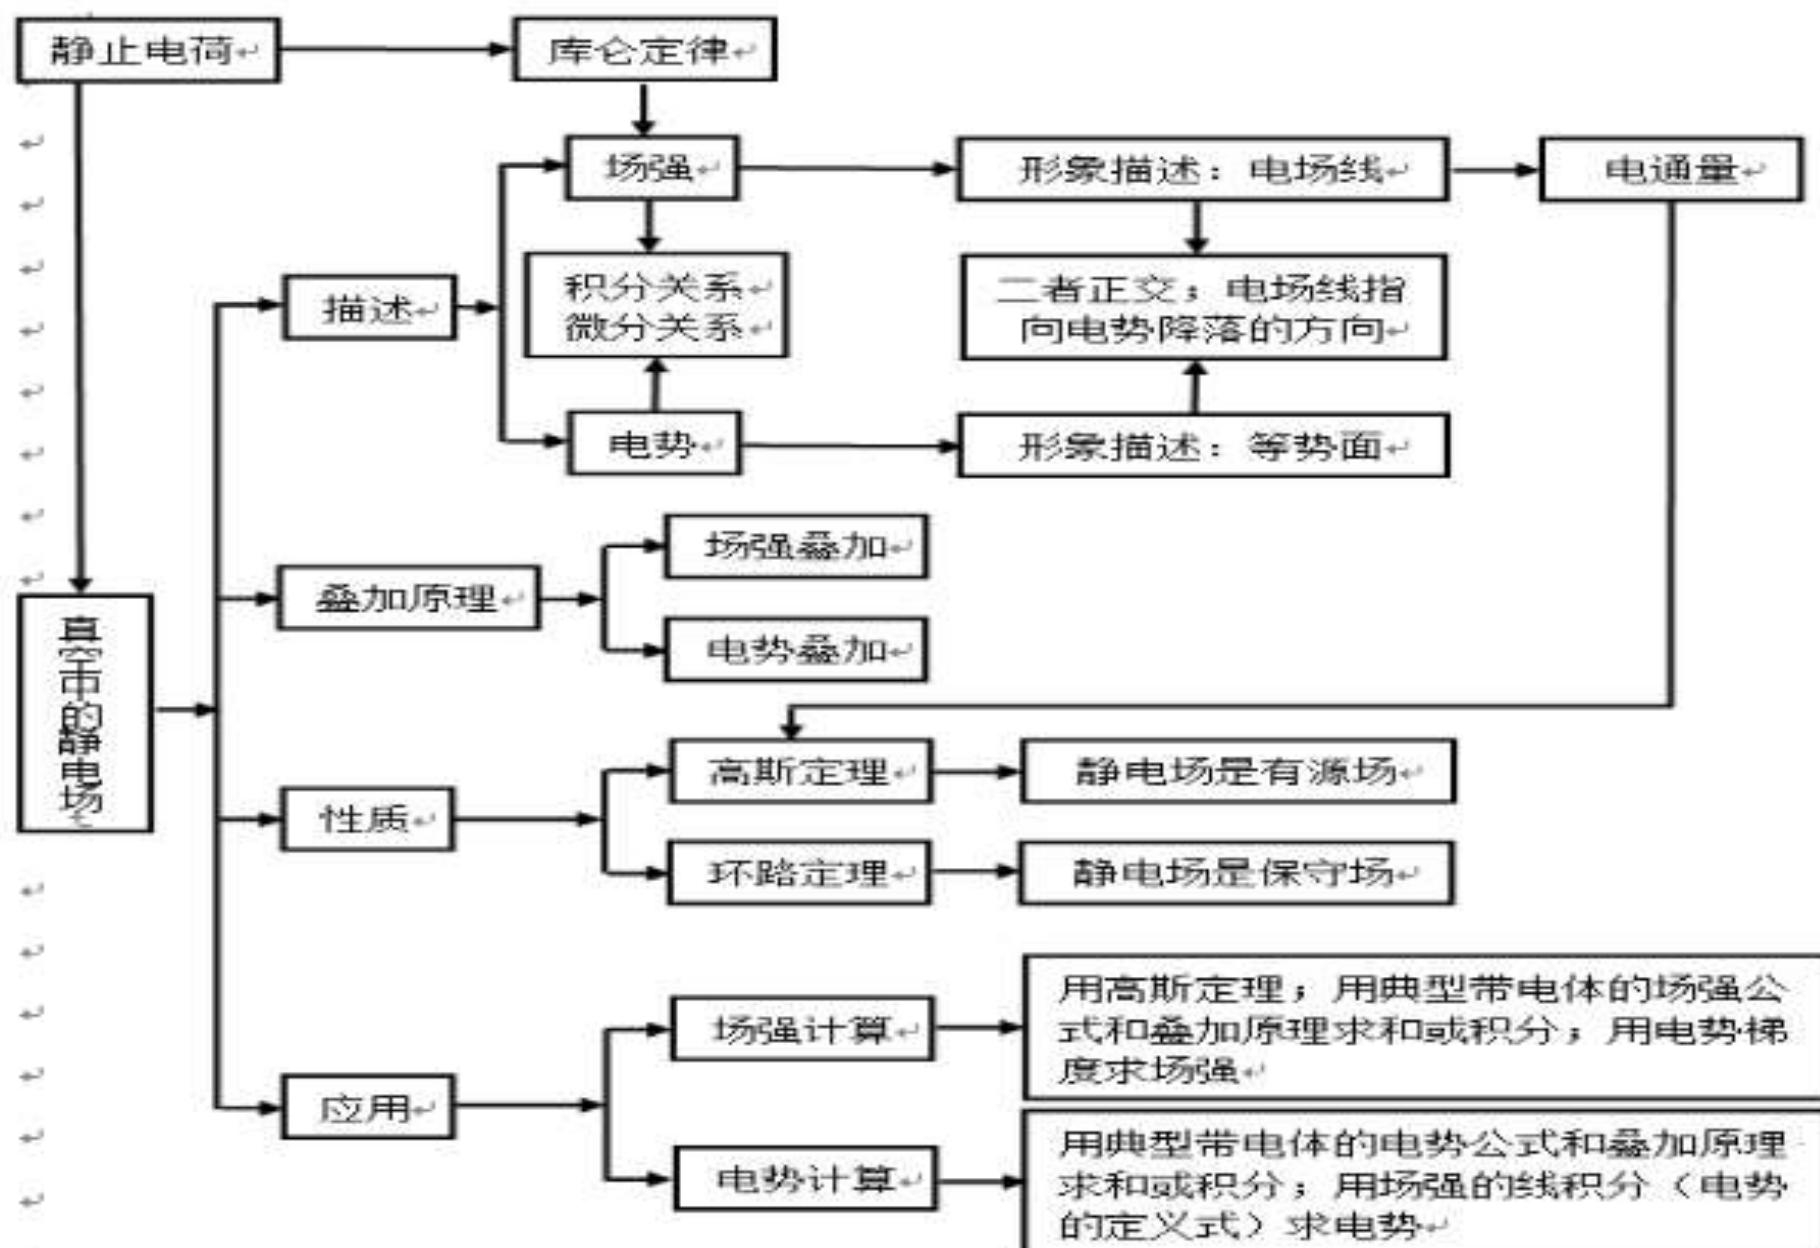 静止电荷
库仑定律
场强
形象描述：电场线
电通量
描述
积分关系
微分关系
二者正交；电场线指
向电势降落的方向
电势
形象描述：等势面
叠加原理
场强叠加
电势叠加
真空中的静电场
性质
高斯定理
静电场是有源场
环路定理
静电场是保守场
应用
场强计算
用高斯定理；用典型带电体的场强公
式和叠加原理求和或积分；用电势梯
度求场强
电势计算
用典型带电体的电势公式和叠加原理
求和或积分；用场强的线积分（电势
的定义式）求电势